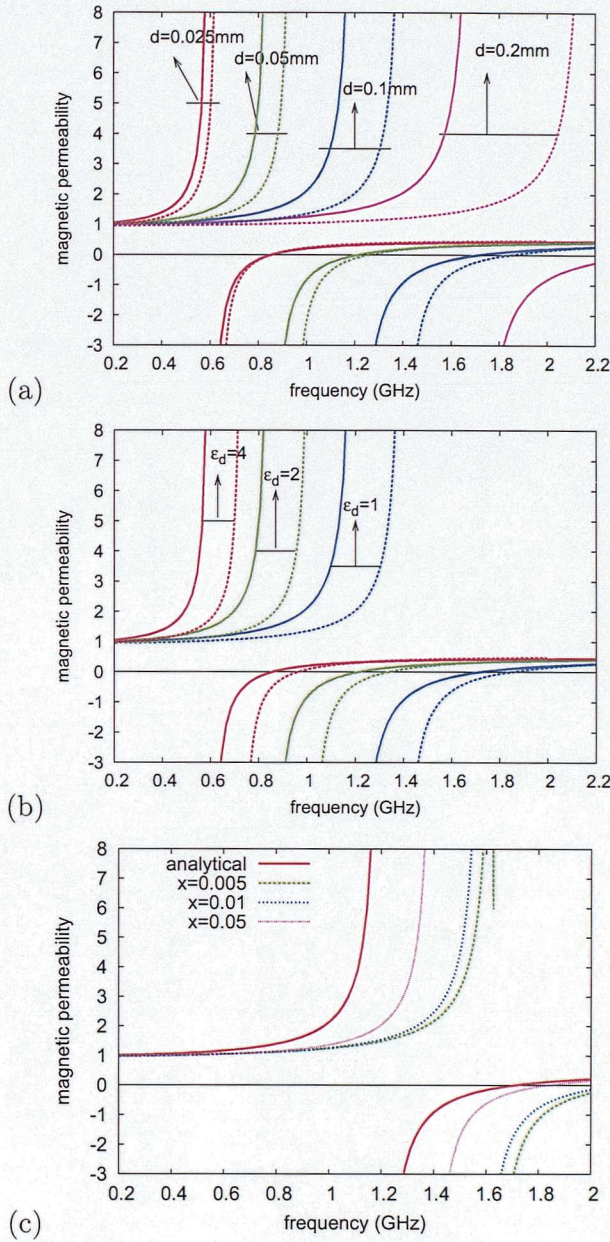 8
7
6
5
4
3
2
1
0
-1
-2
-3
magnetic permeability
d=0.025mm
d=0.05mm
d=0.1mm
d=0.2mm
0.2 0.4 0.6 0.8 1 1.2 1.4 1.6 1.8 2 2.2
frequency (GHz)
(a)
8
7
6
5
4
3
2
1
0
-1
-2
-3
magnetic permeability
εd=4
εd=2
εd=1
0.2 0.4 0.6 0.8 1 1.2 1.4 1.6 1.8 2 2.2
frequency (GHz)
(b)
8
7
6
5
4
3
2
1
0
-1
-2
-3
magnetic permeability
analytical
x=0.005
x=0.01
x=0.05
0.2 0.4 0.6 0.8 1 1.2 1.4 1.6 1.8 2
frequency (GHz)
(c)